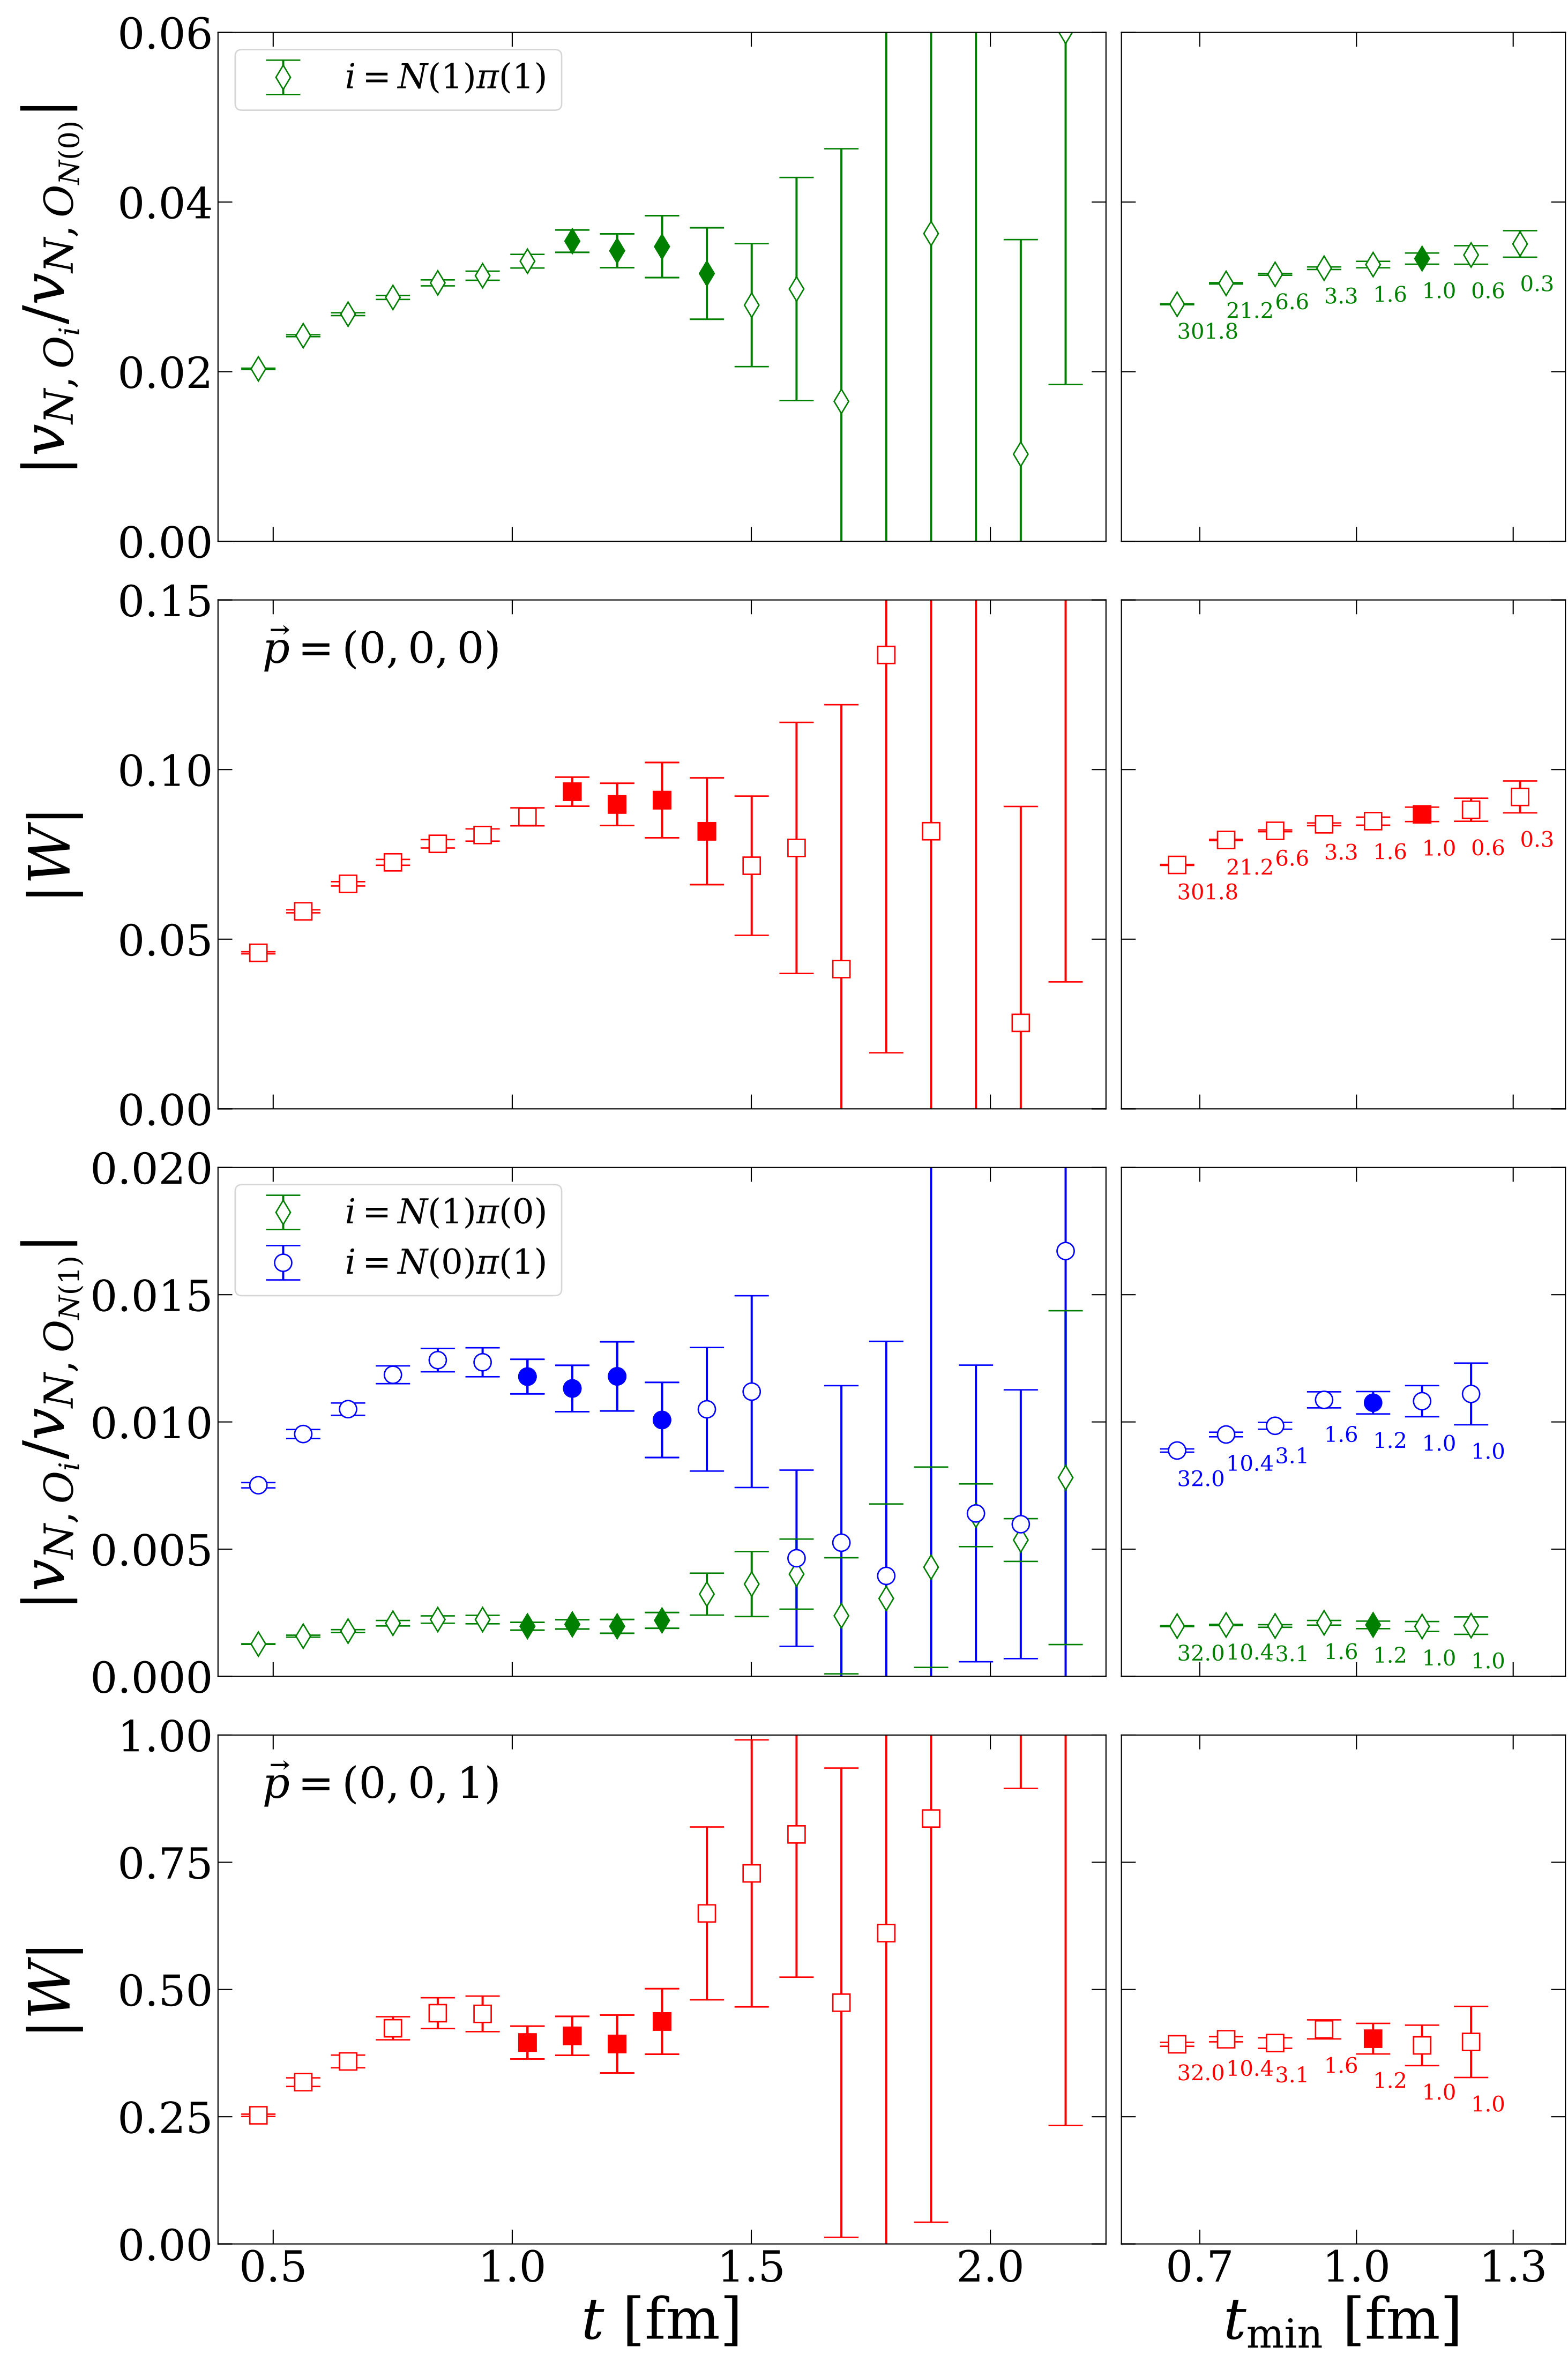 |v_{N, O_i}/v_{N, O_{N(0)}}|
0.06
0.04
0.02
0.00
i = N(1)π(1)
301.8 21.2 6.6 3.3 1.6 1.0 0.6 0.3
|W|
0.15
0.10
0.05
0.00
p⃗ = (0, 0, 0)
301.8 21.2 6.6 3.3 1.6 1.0 0.6 0.3
|v_{N, O_i}/v_{N, O_{N(1)}}|
0.020
0.015
0.010
0.005
0.000
i = N(1)π(0)
i = N(0)π(1)
32.0 10.4 3.1 1.6 1.2 1.0 1.0
32.0 10.4 3.1 1.6 1.2 1.0 1.0
|W|
1.00
0.75
0.50
0.25
0.00
p⃗ = (0, 0, 1)
32.0 10.4 3.1 1.6 1.2 1.0 1.0
0.5 1.0 1.5 2.0
0.7 1.0 1.3
t [fm]
t_min [fm]